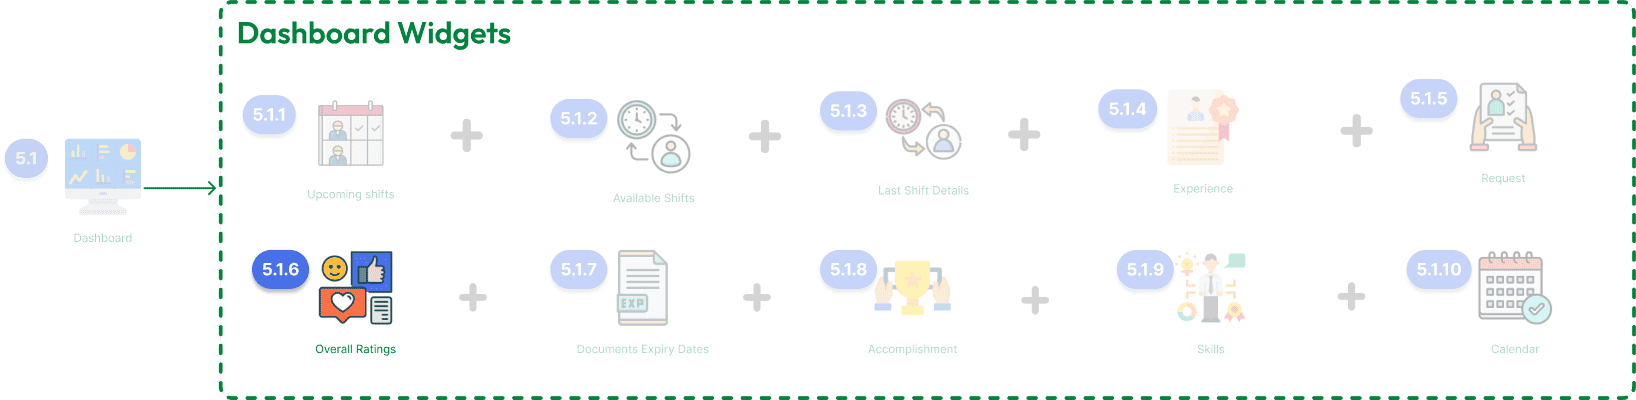 Dashboard Widgets
5.1
Dashboard
5.1.1
Upcoming shifts
5.1.2
Available Shifts
5.1.3
Last Shift Details
5.1.4
Experience
5.1.5
Request
5.1.6
Overall Ratings
5.1.7
EXP
Documents Expiry Dates
5.1.8
Accomplishment
5.1.9
Skills
5.1.10
Calendar